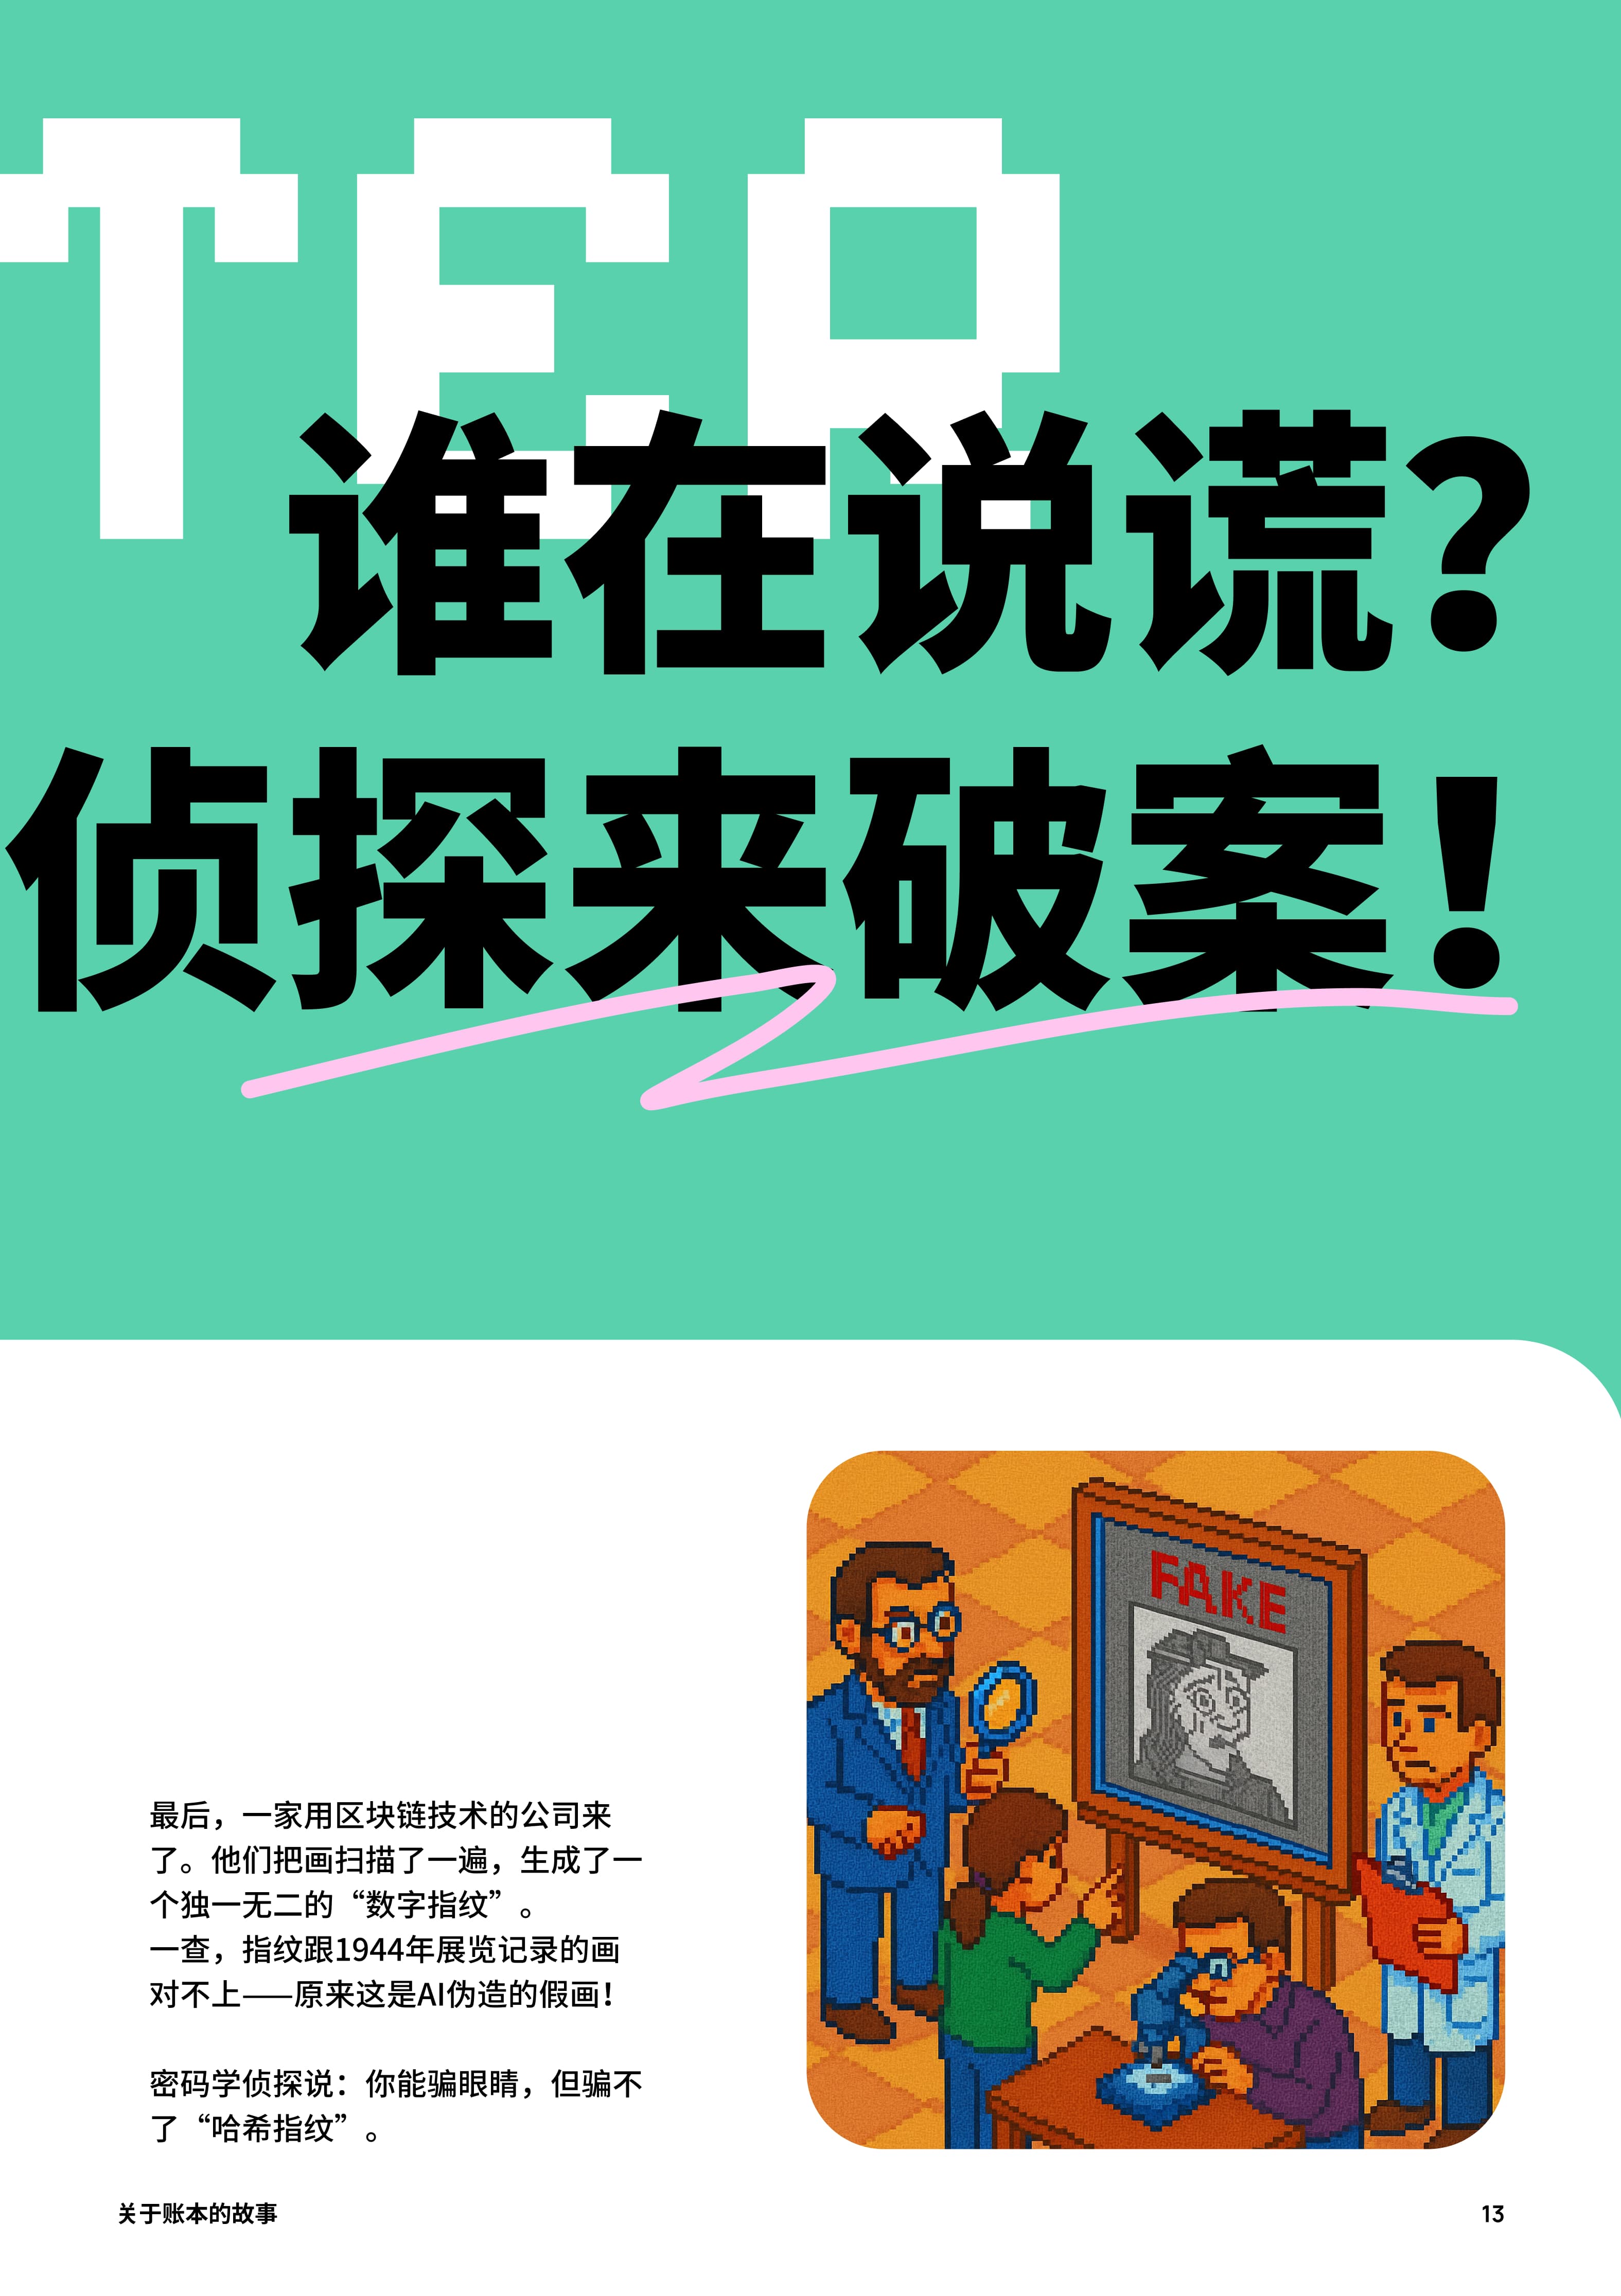 TER
谁在说谎？
侦探来破案！
FAKE
最后，一家用区块链技术的公司来
了。他们把画扫描了一遍，生成了一
个独一无二的“数字指纹”。
一查，指纹跟1944年展览记录的画
对不上——原来这是AI伪造的假画！
密码学侦探说：你能骗眼睛，但骗不
了“哈希指纹”。
关于账本的故事
13